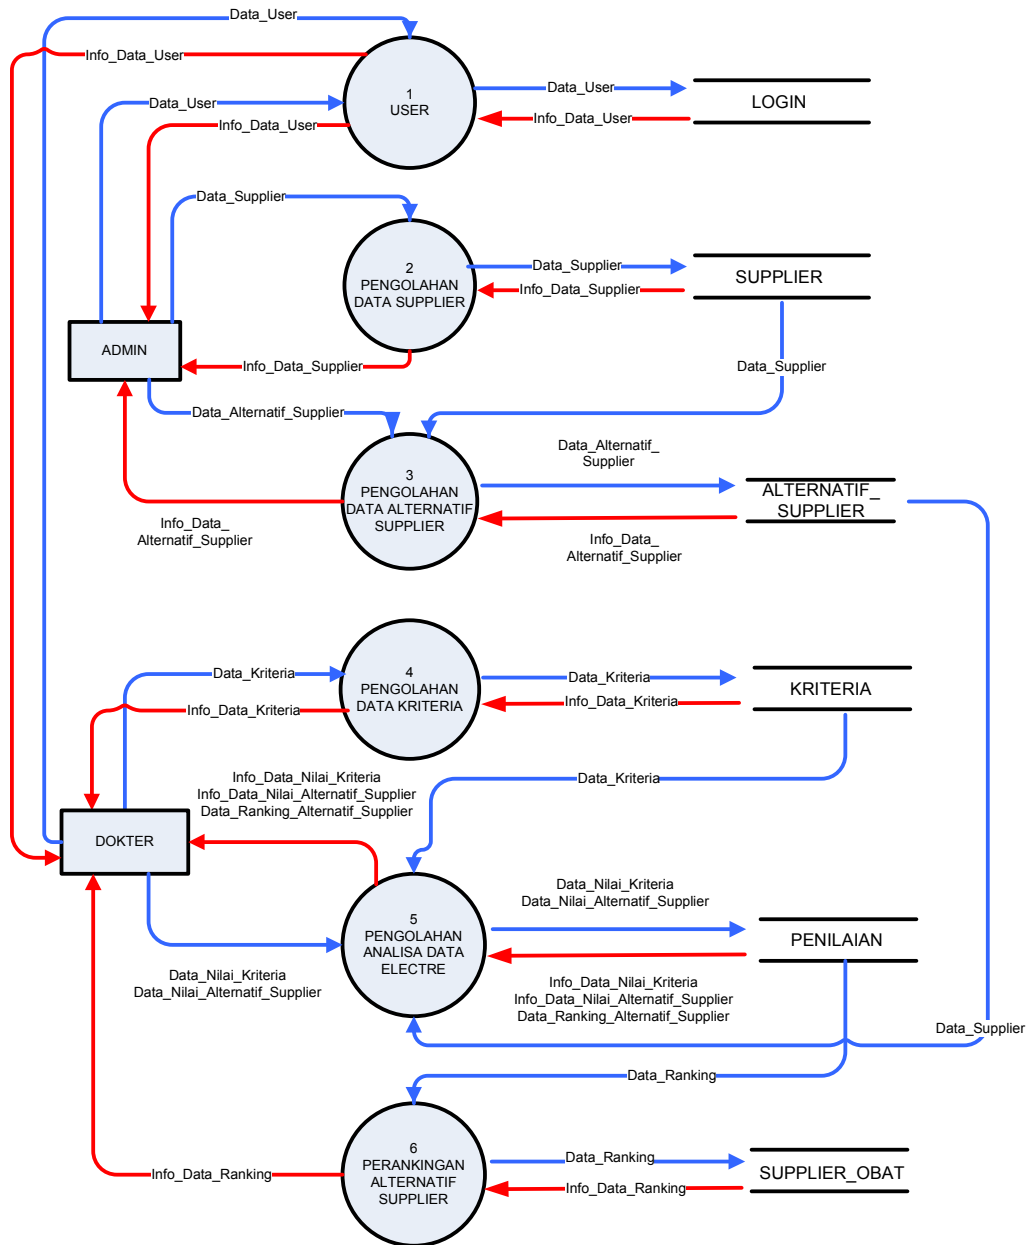 Data_User
Info_Data_User
Data_User
Info_Data_User
1
USER
Data_User
Info_Data_User
LOGIN
Data_Supplier
2
PENGOLAHAN
DATA SUPPLIER
Data_Supplier
Info_Data_Supplier
SUPPLIER
ADMIN
Info_Data_Supplier
Data_Supplier
Data_Alternatif_Supplier
3
PENGOLAHAN
DATA ALTERNATIF
SUPPLIER
Data_Alternatif_
Supplier
ALTERNATIF_
SUPPLIER
Info_Data_
Alternatif_Supplier
Info_Data_
Alternatif_Supplier
Data_Kriteria
Info_Data_Kriteria
4
PENGOLAHAN
DATA KRITERIA
Data_Kriteria
Info_Data_Kriteria
KRITERIA
Data_Kriteria
Info_Data_Nilai_Kriteria
Info_Data_Nilai_Alternatif_Supplier
Data_Ranking_Alternatif_Supplier
DOKTER
5
PENGOLAHAN
ANALISA DATA
ELECTRE
Data_Nilai_Kriteria
Data_Nilai_Alternatif_Supplier
PENILAIAN
Data_Nilai_Kriteria
Data_Nilai_Alternatif_Supplier
Info_Data_Nilai_Kriteria
Info_Data_Nilai_Alternatif_Supplier
Data_Ranking_Alternatif_Supplier
Data_Supplier
Data_Ranking
6
PERANKINGAN
ALTERNATIF
SUPPLIER
Info_Data_Ranking
Data_Ranking
Info_Data_Ranking
SUPPLIER_OBAT